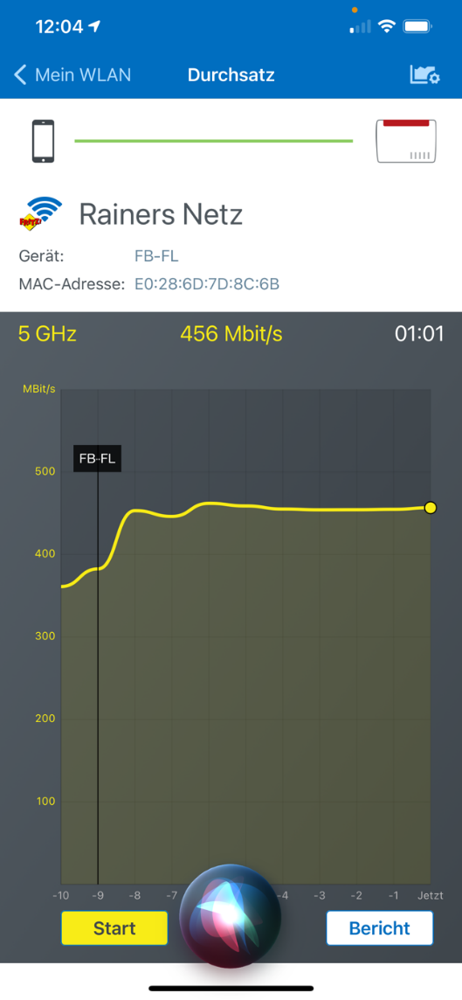 12:04
Mein WLAN
Durchsatz
FRITZ!
Rainers Netz
Gerät: FB-FL
MAC-Adresse: E0:28:6D:7D:8C:6B
5 GHz 456 Mbit/s 01:01
MBit/s
FB-FL
500
400
300
200
100
-10 -9 -8 -7 -4 -3 -2 -1 Jetzt
Start
Bericht